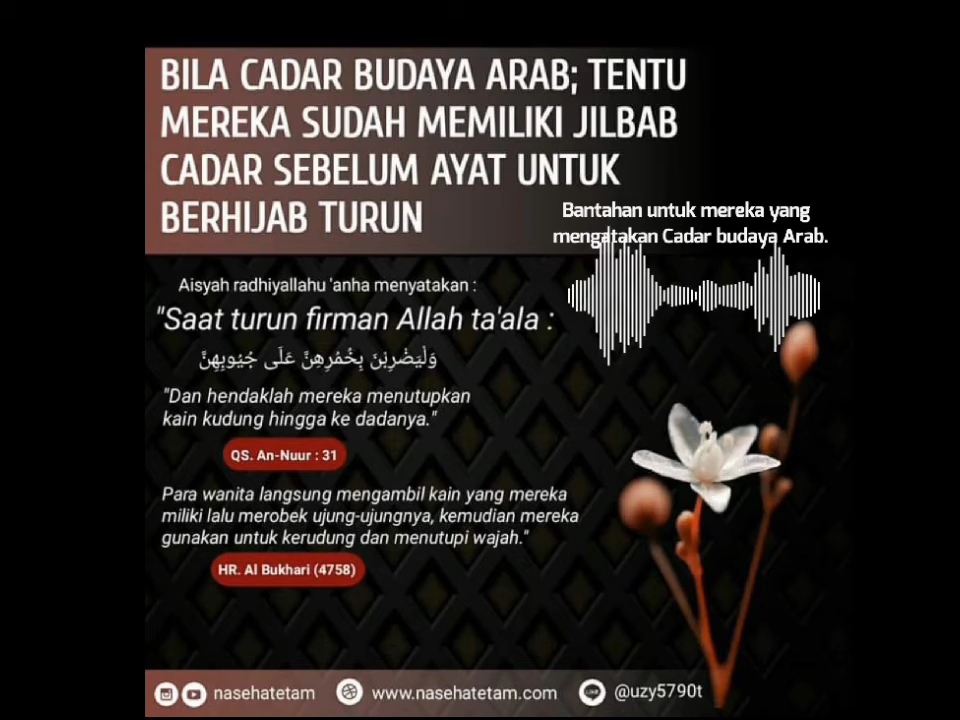 BILA CADAR BUDAYA ARAB; TENTU
MEREKA SUDAH MEMILIKI JILBAB
CADAR SEBELUM AYAT UNTUK
BERHIJAB TURUN
Bantahan untuk mereka yang
mengatakan Cadar budaya Arab.
Aisyah radhiyallahu 'anha menyatakan :
"Saat turun firman Allah ta'ala :
وَلْيَضْرِبْنَ بِخُمُرِهِنَّ عَلَى جُيُوبِهِنَّ
"Dan hendaklah mereka menutupkan
kain kudung hingga ke dadanya."
QS. An-Nuur : 31
Para wanita langsung mengambil kain yang mereka
miliki lalu merobek ujung-ujungnya, kemudian mereka
gunakan untuk kerudung dan menutupi wajah."
HR. Al Bukhari (4758)
nasehatetam www.nasehatetam.com LINE @uzy5790t